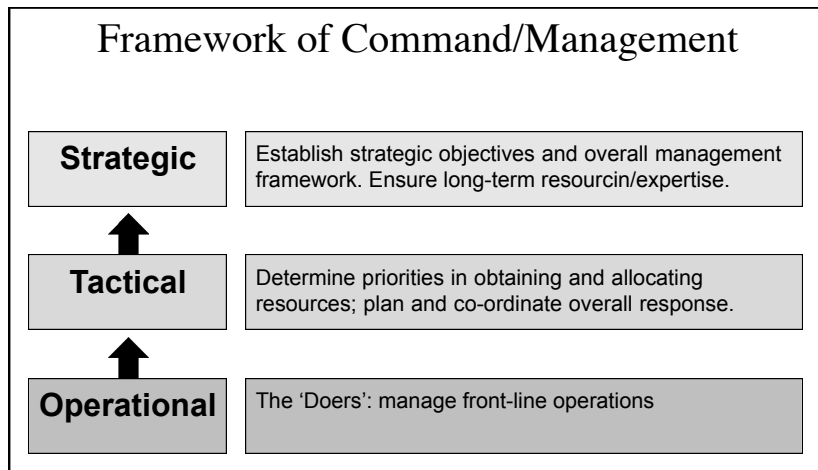 Framework of Command/Management
Strategic
Establish strategic objectives and overall management
framework. Ensure long-term resourcin/expertise.
Tactical
Determine priorities in obtaining and allocating
resources; plan and co-ordinate overall response.
Operational
The ‘Doers’: manage front-line operations